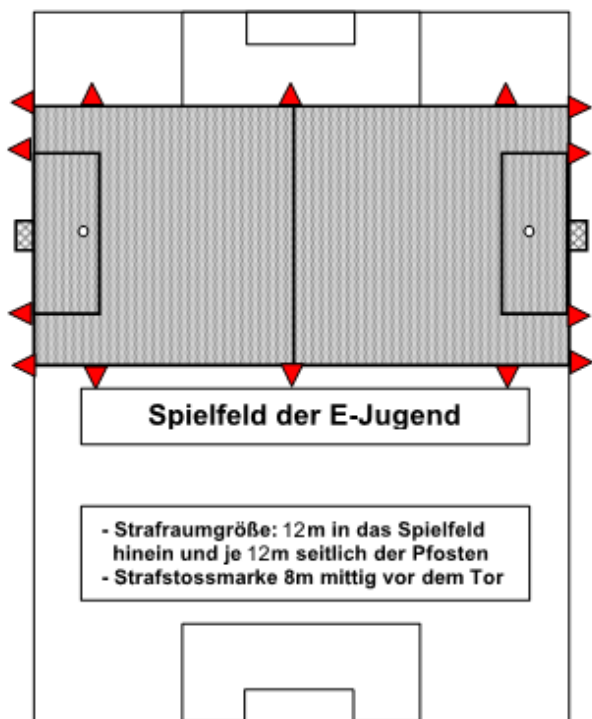 Spielfeld der E-Jugend
- Strafraumgröße: 12m in das Spielfeld
hinein und je 12m seitlich der Pfosten
- Strafstossmarke 8m mittig vor dem Tor